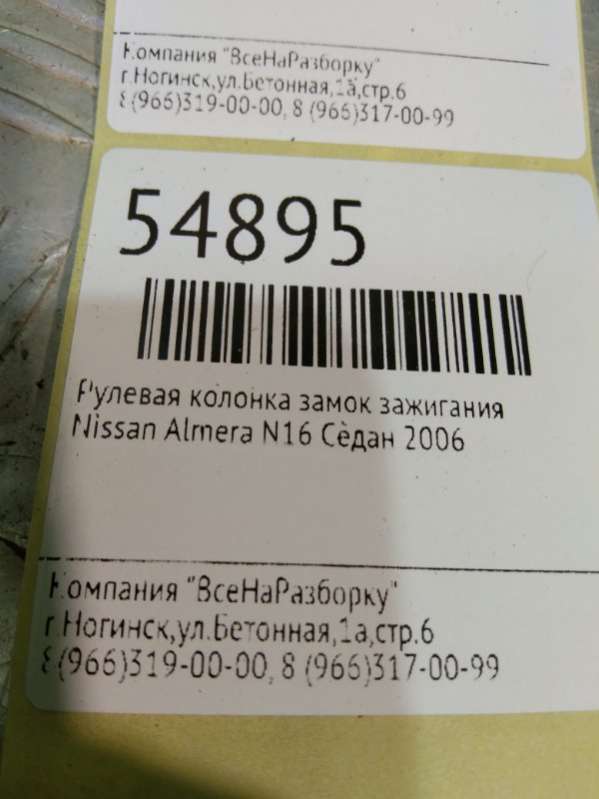 Компания "ВсеНаРазборку"
г.Ногинск,ул.Бетонная,1а,стр.6
8(966)319-00-00, 8 (966)317-00-99
54895
Рулевая колонка замок зажигания
Nissan Almera N16 Седан 2006
Компания "ВсеНаРазборку"
г.Ногинск,ул.Бетонная,1а,стр.6
8(966)319-00-00, 8 (966)317-00-99